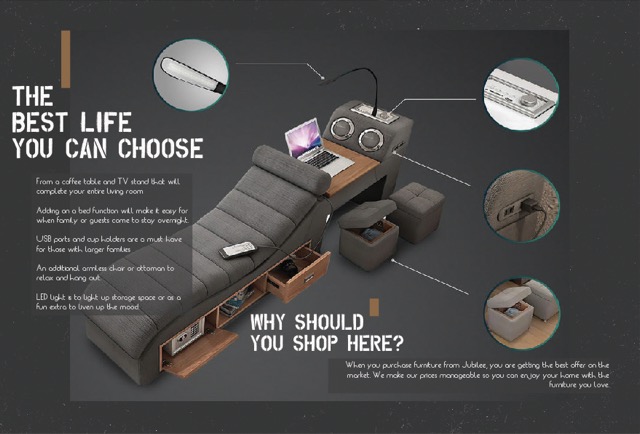 THE
BEST LIFE
YOU CAN CHOOSE
From a coffee table and TV stand that will
complete your entire living room
Adding on a bed function will make it easy for
when family or guests come to stay overnight.
USB ports and cup holders are a must have
for those with larger families
An additional armless chair or ottoman to
relax and hang out.
LED light is to light up storage space or as a
fun extra to liven up the mood
WHY SHOULD
YOU SHOP HERE?
When you purchase furniture from Jubilee, you are getting the best offer on the
market. We make our prices manageable so you can enjoy your home with the
furniture you love.